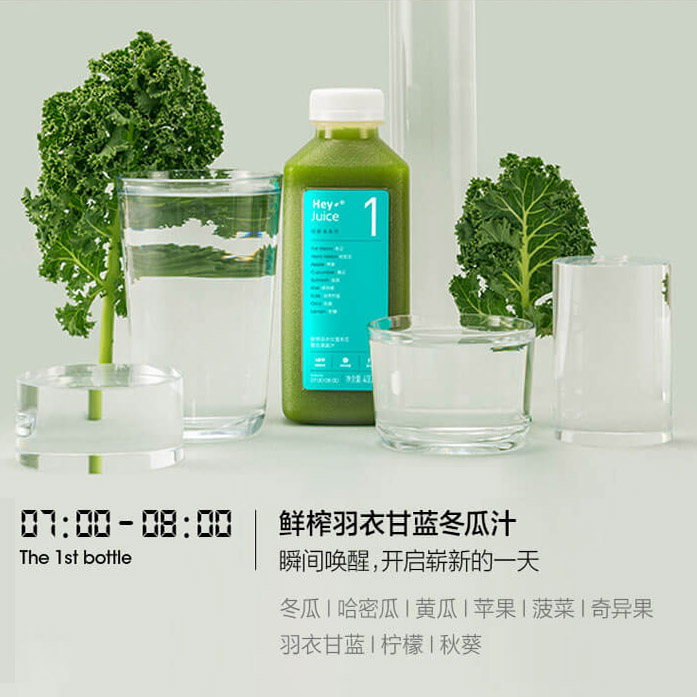 Hey
Juice
1
07:00-08:00
The 1st bottle
鲜榨羽衣甘蓝冬瓜汁
瞬间唤醒,开启崭新的一天
冬瓜 | 哈密瓜 | 黄瓜 | 苹果 | 菠菜 | 奇异果
羽衣甘蓝 | 柠檬 | 秋葵